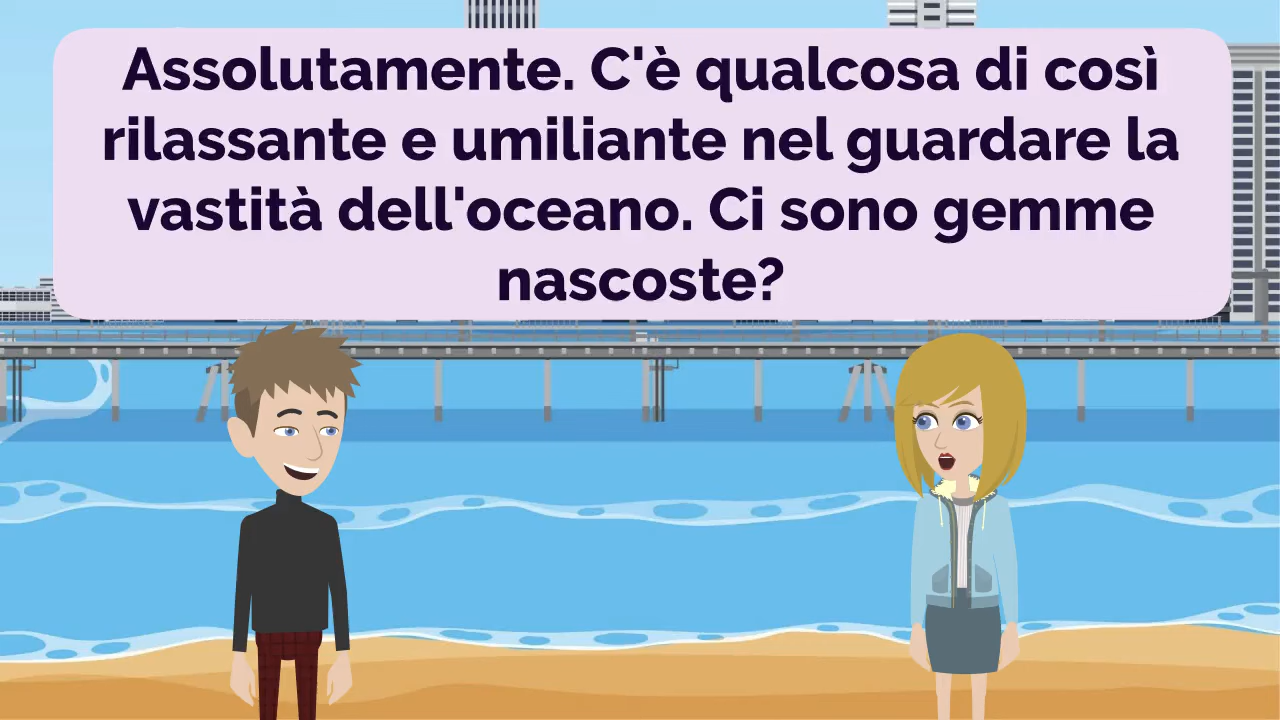 Assolutamente. C'è qualcosa di così
rilassante e umiliante nel guardare la
vastità dell'oceano. Ci sono gemme
nascoste?